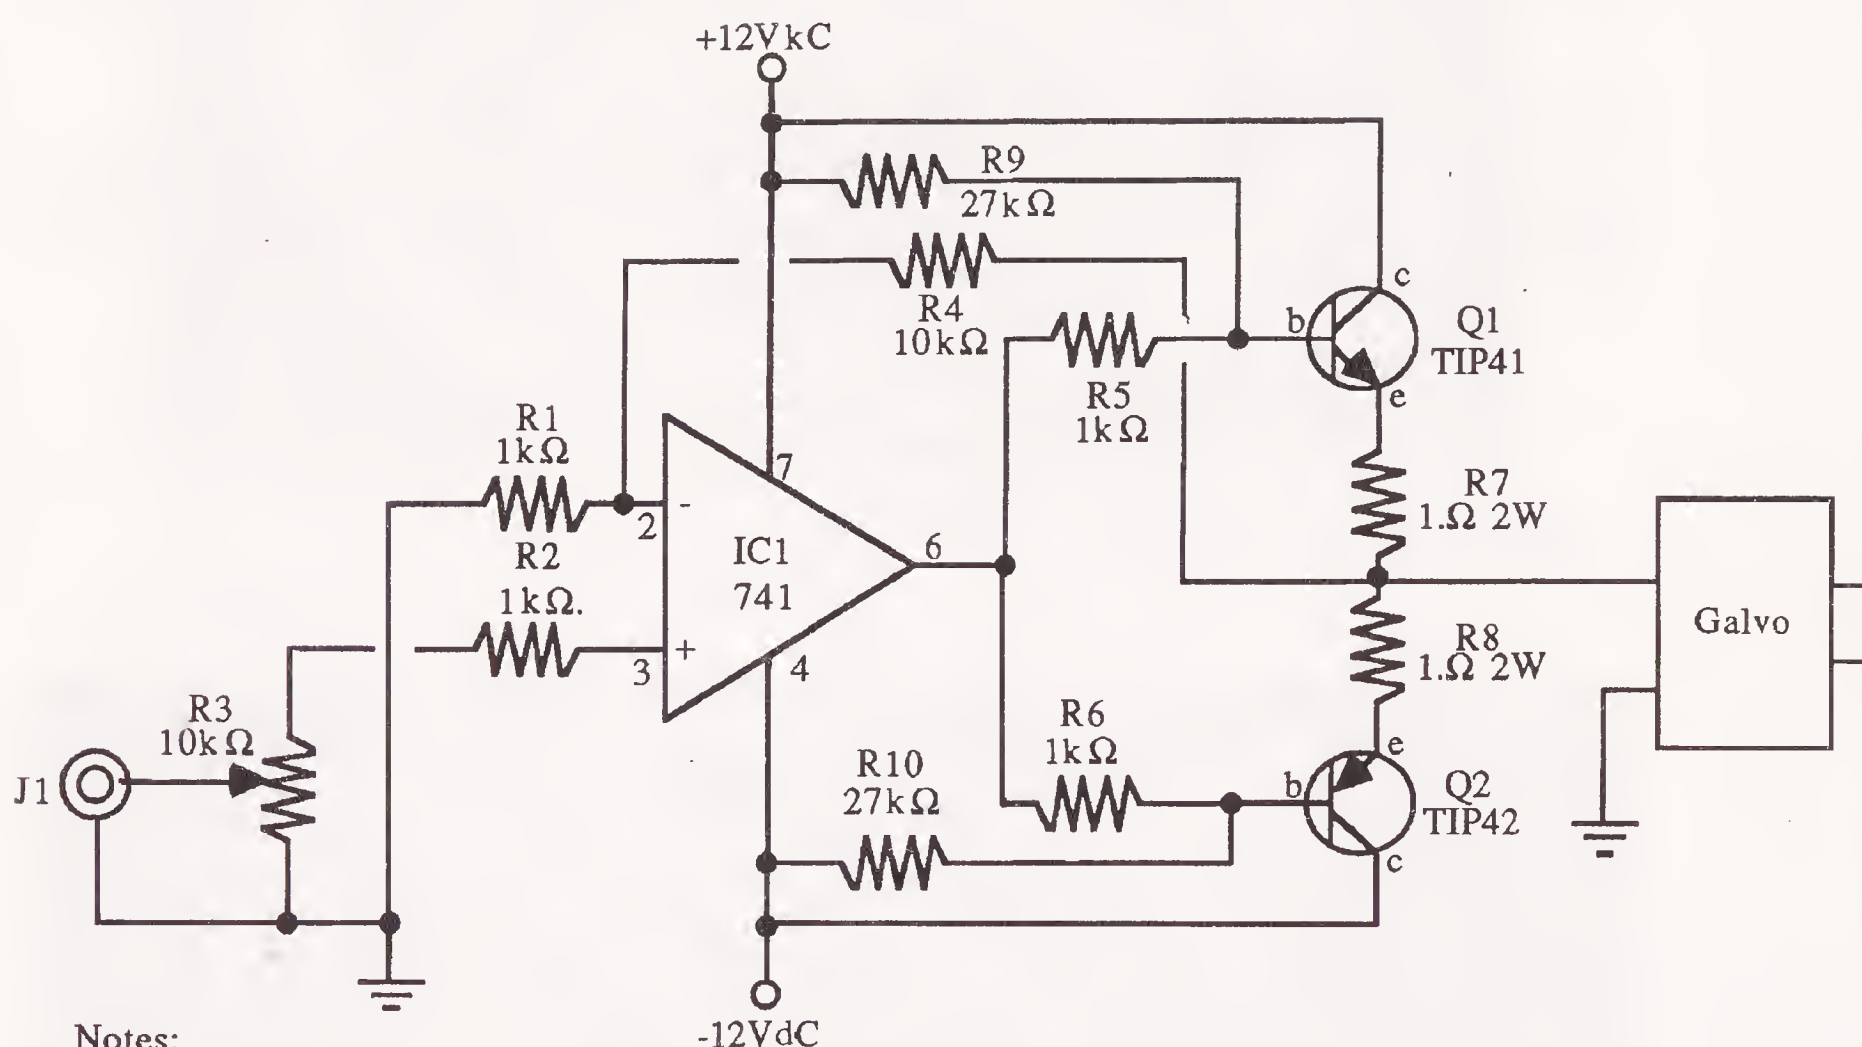 +12VkC
R9
27kΩ
R4
10kΩ
c
b
Q1
TIP41
e
R5
1kΩ
R1
1kΩ
7
-
2
R7
1.Ω 2W
R2
1kΩ.
IC1
741
6
Galvo
+
3
4
R8
1.Ω 2W
R3
10kΩ
J1
R6
1kΩ
R10
27kΩ
e
b
Q2
TIP42
c
Notes:
-12VdC